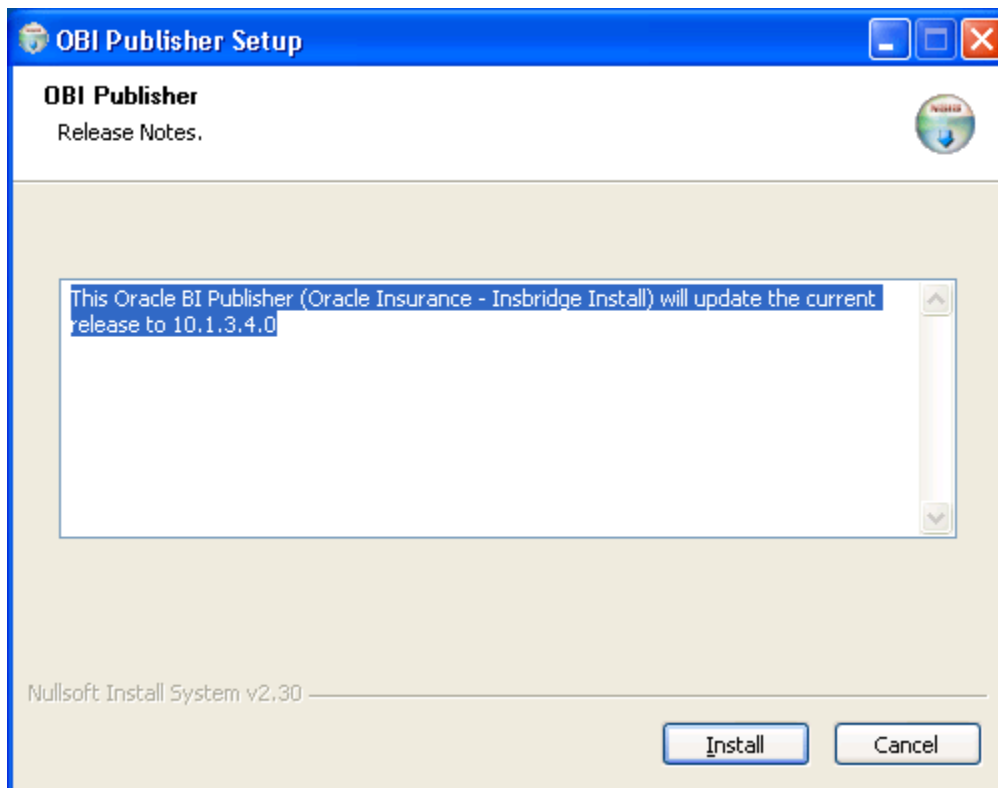 OBI Publisher Setup
OBI Publisher
Release Notes.
This Oracle BI Publisher (Oracle Insurance - Insbridge Install) will update the current
release to 10.1.3.4.0
Nullsoft Install System v2.30
Install
Cancel